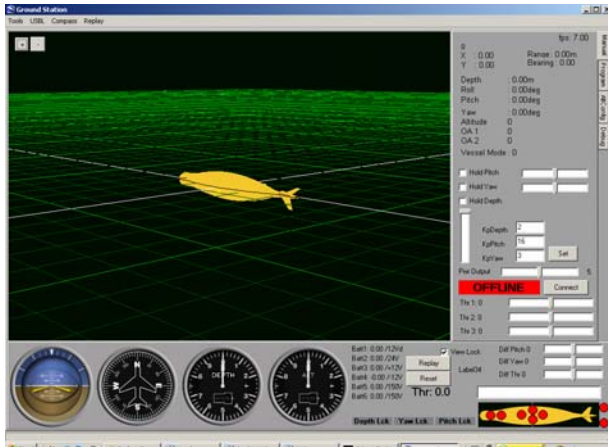 Ground Station
Tools USBL Compass Replay
fps: 7.00
0
X : 0.00 Range : 0.00m
Y : 0.00 Bearing : 0.00
Depth : 0.00m
Roll : 0.00deg
Pitch : 0.00deg
Yaw : 0.00deg
Altitude 0
OA 1 0
OA 2 0
Vessel Mode : 0
Manual
Program
Debug
Hold Pitch
Hold Yaw
Hold Depth
KpDepth 2
KpPitch 16
KpYaw 3
Set
Pwr Output 5
OFFLINE Connect
Thr 1: 0
Thr 2: 0
Thr 3: 0
Batt1: 0.00 /12Vd
Batt2: 0.00 /24V
Batt3: 0.00 /+12V
Batt4: -0.00 /-12V
Batt5: 0.00 /150V
Batt6: 0.00 /150V
View Lock
Replay
Reset
Label34
Thr: 0.0
Diff Pitch 0
Diff Yaw 0
Diff Thr 0
DEPTH
Depth Lck Yaw Lck Pitch Lck